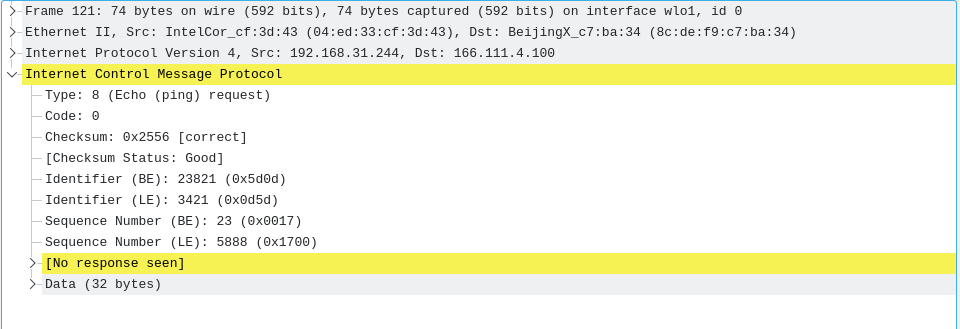 Frame 121: 74 bytes on wire (592 bits), 74 bytes captured (592 bits) on interface wlo1, id 0
Ethernet II, Src: IntelCor_cf:3d:43 (04:ed:33:cf:3d:43), Dst: BeijingX_c7:ba:34 (8c:de:f9:c7:ba:34)
Internet Protocol Version 4, Src: 192.168.31.244, Dst: 166.111.4.100
Internet Control Message Protocol
Type: 8 (Echo (ping) request)
Code: 0
Checksum: 0x2556 [correct]
[Checksum Status: Good]
Identifier (BE): 23821 (0x5d0d)
Identifier (LE): 3421 (0x0d5d)
Sequence Number (BE): 23 (0x0017)
Sequence Number (LE): 5888 (0x1700)
[No response seen]
Data (32 bytes)